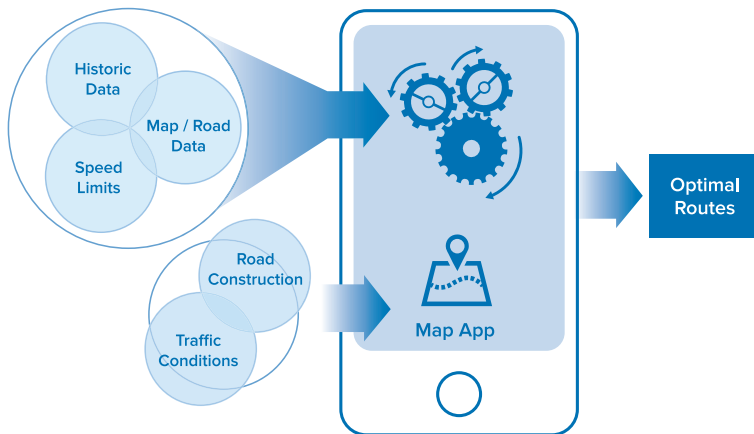 Historic
Data
Map / Road
Data
Speed
Limits
Road
Construction
Traffic
Conditions
Map App
Optimal
Routes